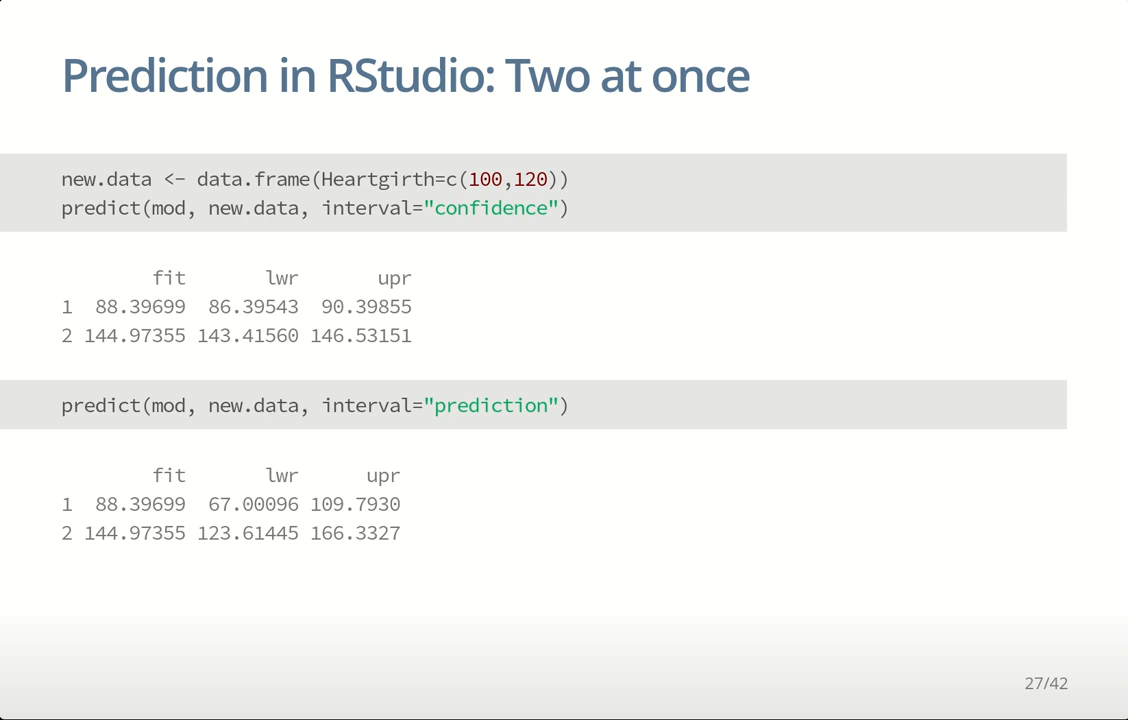 Prediction in RStudio: Two at once
new.data <- data.frame(Heartgirth=c(100,120))
predict(mod, new.data, interval="confidence")
        fit       lwr       upr
1  88.39699  86.39543  90.39855
2 144.97355 143.41560 146.53151
predict(mod, new.data, interval="prediction")
        fit       lwr      upr
1  88.39699  67.00096 109.7930
2 144.97355 123.61445 166.3327
27/42